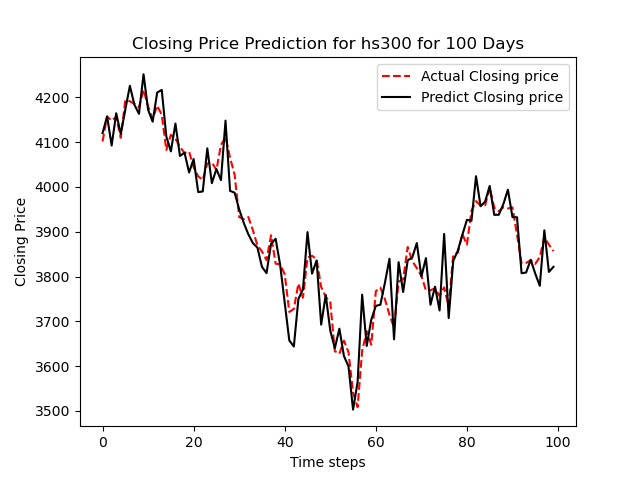 Closing Price Prediction for hs300 for 100 Days
Actual Closing price
Predict Closing price
Closing Price
4200
4100
4000
3900
3800
3700
3600
3500
0 20 40 60 80 100
Time steps